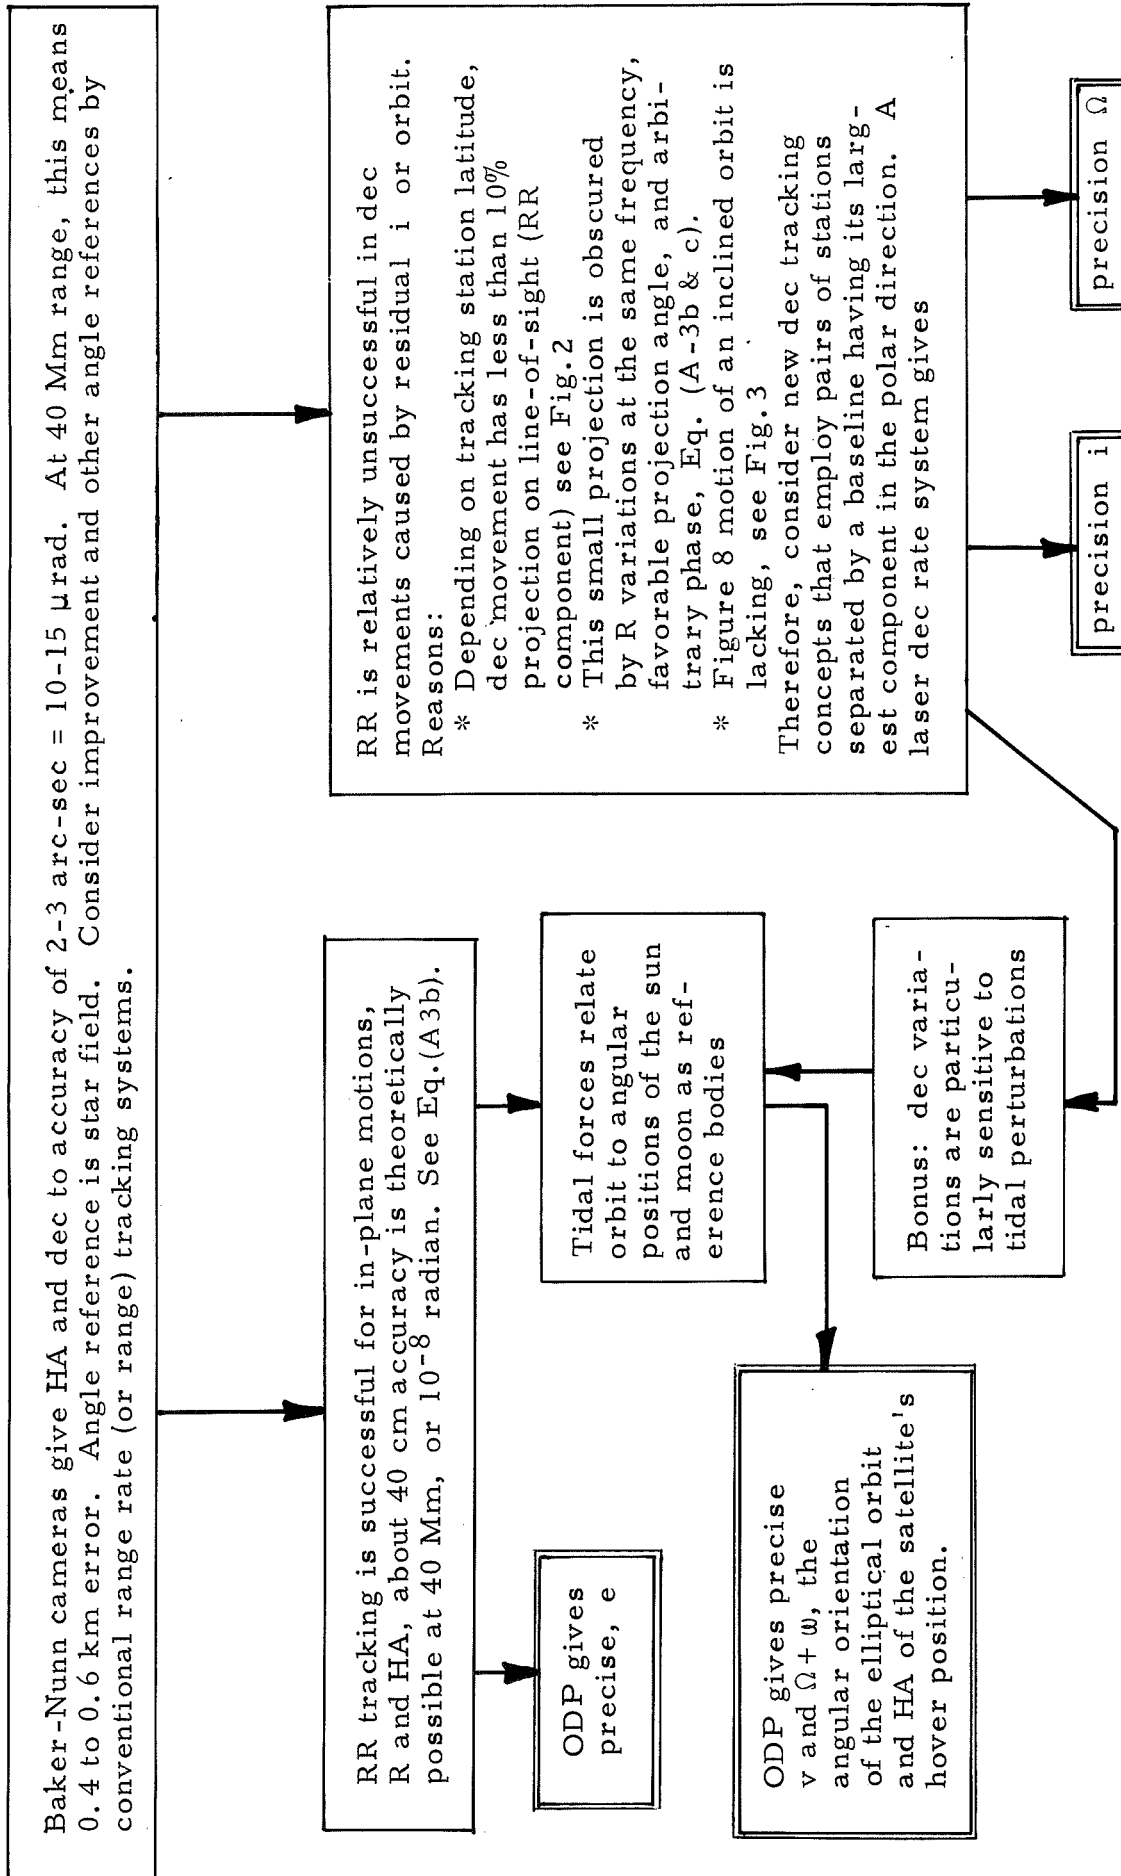 Baker-Nunn cameras give HA and dec to accuracy of 2-3 arc-sec = 10-15 μrad. At 40 Mm range, this means
0.4 to 0.6 km error. Angle reference is star field. Consider improvement and other angle references by
conventional range rate (or range) tracking systems.
RR tracking is successful for in-plane motions,
R and HA, about 40 cm accuracy is theoretically
possible at 40 Mm, or 10⁻⁸ radian. See Eq.(A3b).
RR is relatively unsuccessful in dec
movements caused by residual i or orbit.
Reasons:
* Depending on tracking station latitude,
dec movement has less than 10%
projection on line-of-sight (RR
component) see Fig.2
* This small projection is obscured
by R variations at the same frequency,
favorable projection angle, and arbi-
trary phase, Eq. (A-3b & c).
* Figure 8 motion of an inclined orbit is
lacking, see Fig.3
Therefore, consider new dec tracking
concepts that employ pairs of stations
separated by a baseline having its larg-
est component in the polar direction. A
laser dec rate system gives
ODP gives
precise, e
Tidal forces relate
orbit to angular
positions of the sun
and moon as ref-
erence bodies
ODP gives precise
v and Ω+ ω, the
angular orientation
of the elliptical orbit
and HA of the satellite's
hover position.
Bonus: dec varia-
tions are particu-
larly sensitive to
tidal perturbations
precision i
precision Ω